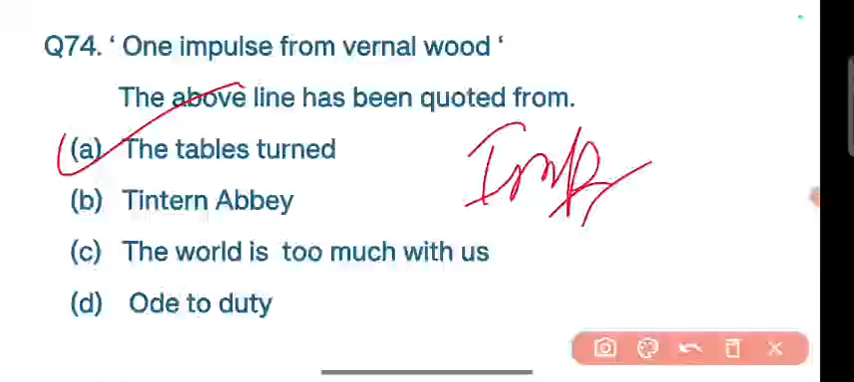 Q74. ‘ One impulse from vernal wood ‘
The above line has been quoted from.
(a) The tables turned
(b) Tintern Abbey
(c) The world is too much with us
(d) Ode to duty
Imp